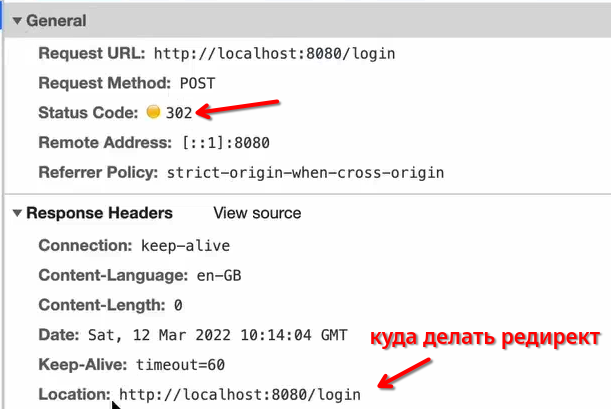 General
Request URL: http://localhost:8080/login
Request Method: POST
Status Code: 302
Remote Address: [::1]:8080
Referrer Policy: strict-origin-when-cross-origin
Response Headers View source
Connection: keep-alive
Content-Language: en-GB
Content-Length: 0
Date: Sat, 12 Mar 2022 10:14:04 GMT
куда делать редирект
Keep-Alive: timeout=60
Location: http://localhost:8080/login